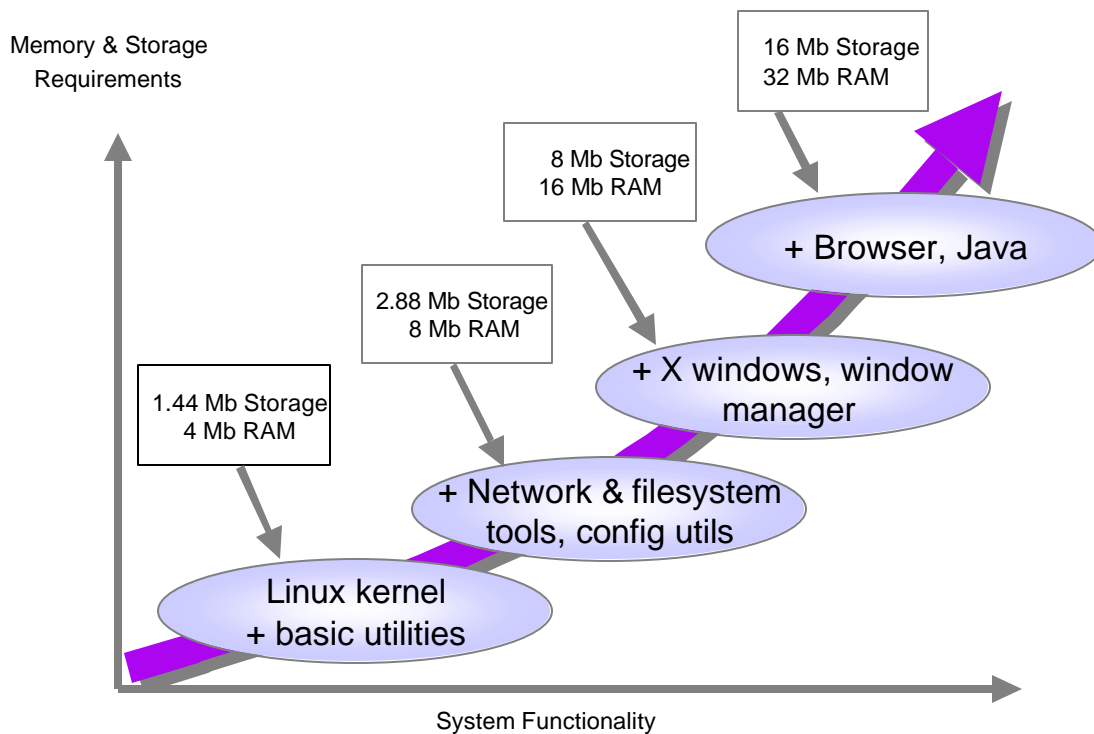 Memory & Storage
Requirements
16 Mb Storage
32 Mb RAM
8 Mb Storage
16 Mb RAM
+ Browser, Java
2.88 Mb Storage
8 Mb RAM
+ X windows, window
manager
1.44 Mb Storage
4 Mb RAM
+ Network & filesystem
tools, config utils
Linux kernel
+ basic utilities
System Functionality